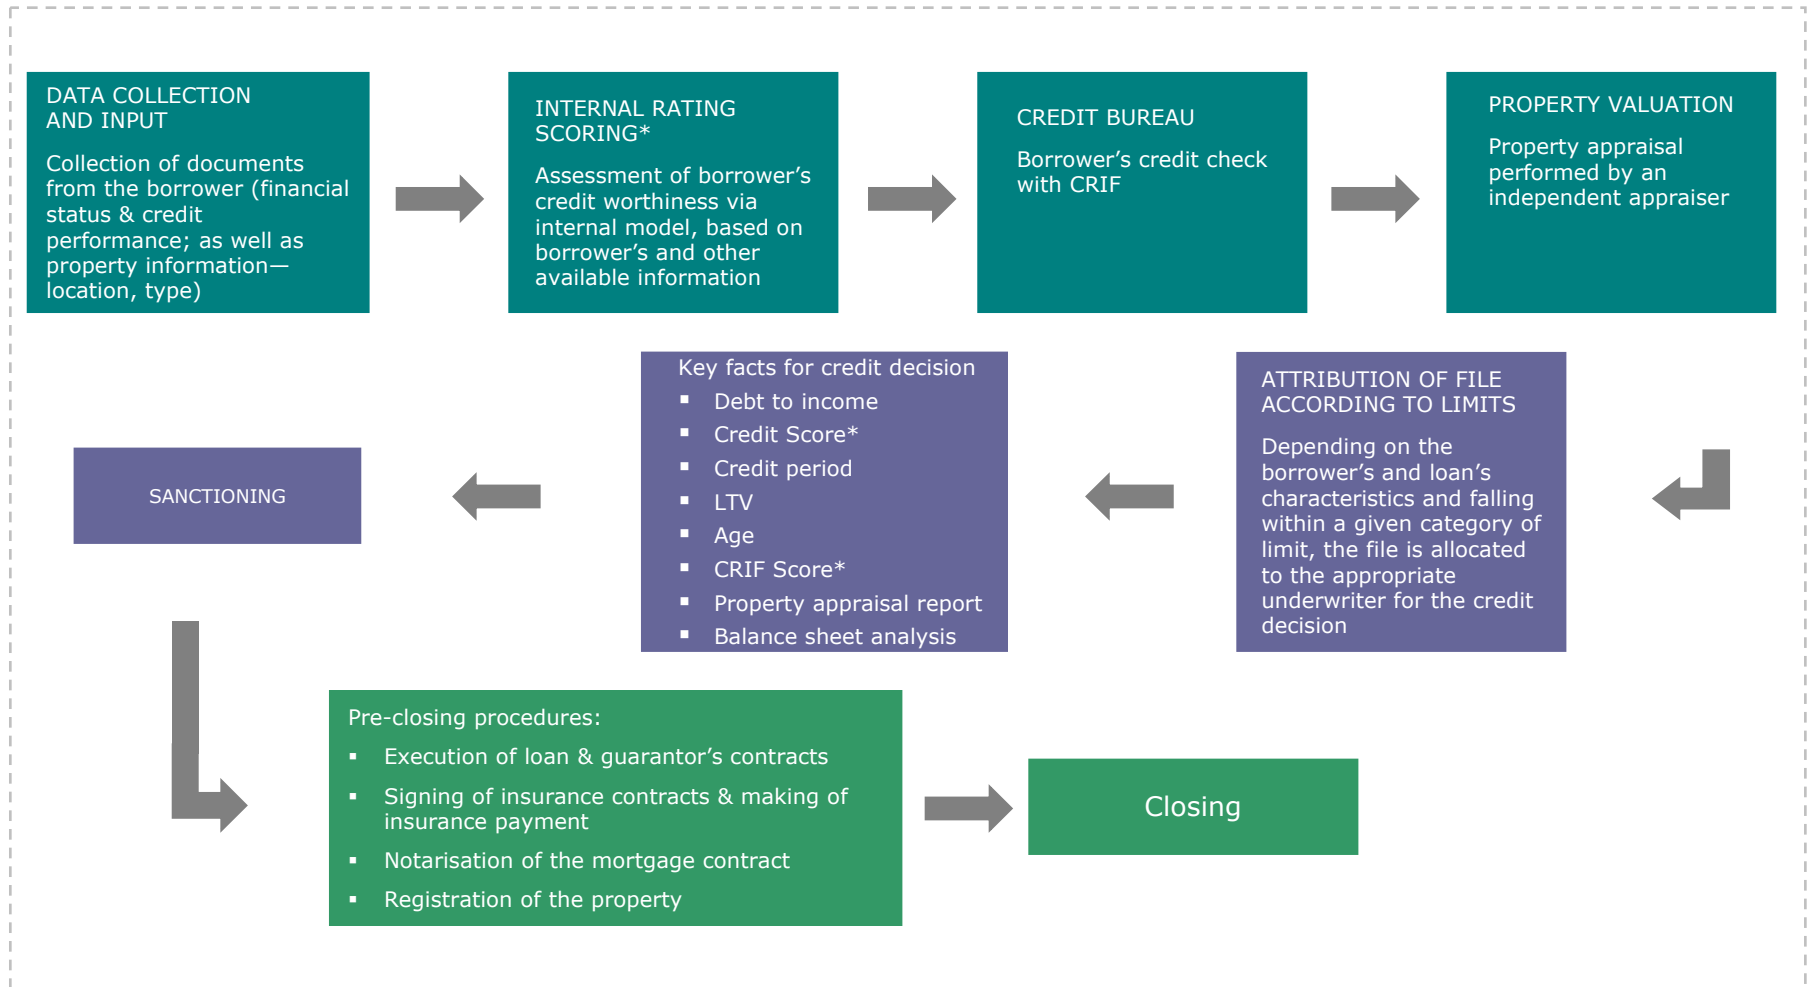 DATA COLLECTION
AND INPUT
Collection of documents
from the borrower (financial
status & credit
performance; as well as
property information—
location, type)
INTERNAL RATING
SCORING*
Assessment of borrower’s
credit worthiness via
internal model, based on
borrower’s and other
available information
CREDIT BUREAU
Borrower’s credit check
with CRIF
PROPERTY VALUATION
Property appraisal
performed by an
independent appraiser
ATTRIBUTION OF FILE
ACCORDING TO LIMITS
Depending on the
borrower’s and loan’s
characteristics and falling
within a given category of
limit, the file is allocated
to the appropriate
underwriter for the credit
decision
Key facts for credit decision
▪ Debt to income
▪ Credit Score*
▪ Credit period
▪ LTV
▪ Age
▪ CRIF Score*
▪ Property appraisal report
▪ Balance sheet analysis
SANCTIONING
Pre-closing procedures:
▪ Execution of loan & guarantor’s contracts
▪ Signing of insurance contracts & making of
insurance payment
▪ Notarisation of the mortgage contract
▪ Registration of the property
Closing